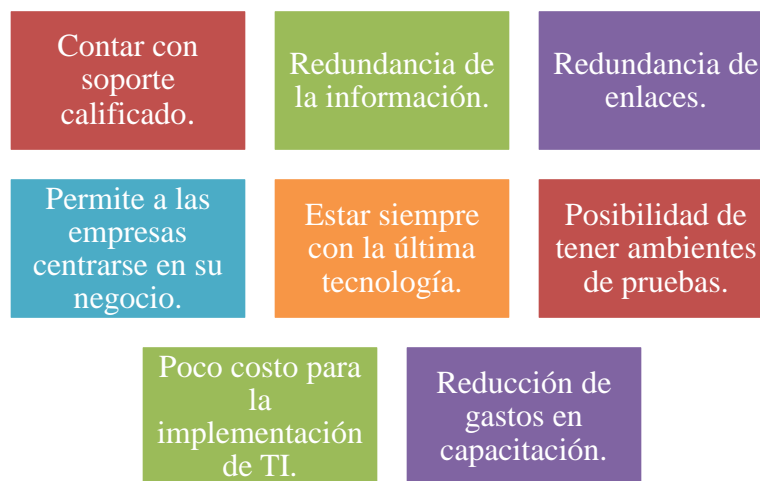 Contar con
soporte
calificado.
Redundancia de
la información.
Redundancia de
enlaces.
Permite a las
empresas
centrarse en su
negocio.
Estar siempre
con la última
tecnología.
Posibilidad de
tener ambientes
de pruebas.
Poco costo para
la
implementación
de TI.
Reducción de
gastos en
capacitación.